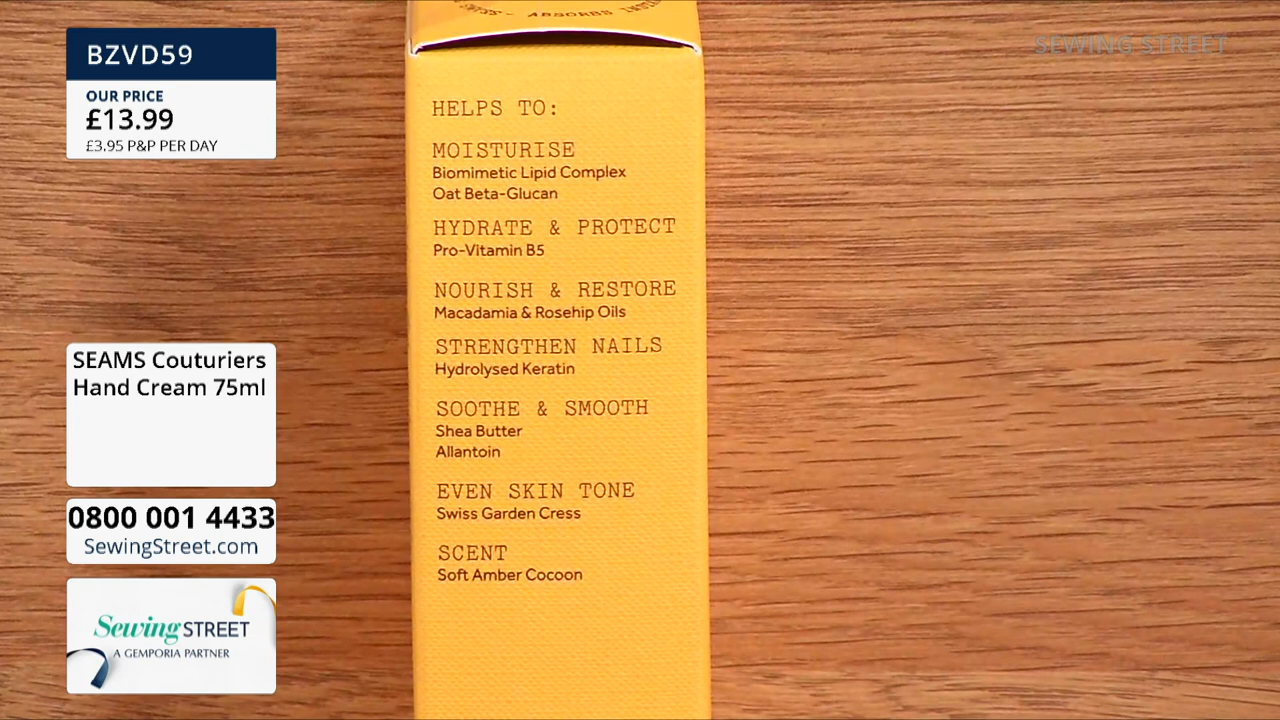 BZVD59
OUR PRICE
£13.99
£3.95 P&P PER DAY
SEAMS Couturiers
Hand Cream 75ml
0800 001 4433
SewingStreet.com
Sewing STREET
A GEMPORIA PARTNER
ABSORBS
HELPS TO:
MOISTURISE
Biomimetic Lipid Complex
Oat Beta-Glucan
HYDRATE & PROTECT
Pro-Vitamin B5
NOURISH & RESTORE
Macadamia & Rosehip Oils
STRENGTHEN NAILS
Hydrolysed Keratin
SOOTHE & SMOOTH
Shea Butter
Allantoin
EVEN SKIN TONE
Swiss Garden Cress
SCENT
Soft Amber Cocoon
SEWING STREET